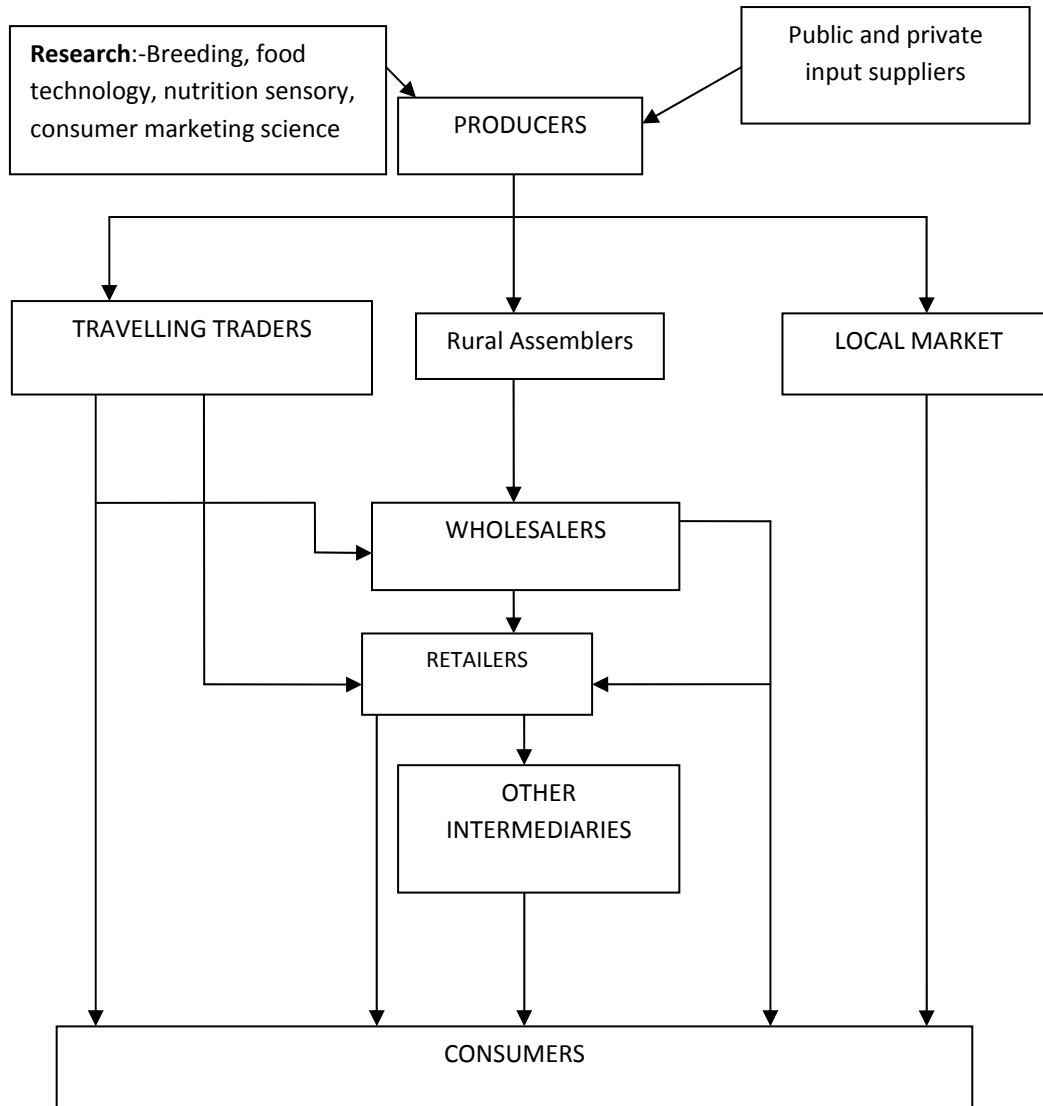 Research:-Breeding, food
technology, nutrition sensory,
consumer marketing science
Public and private
input suppliers
PRODUCERS
TRAVELLING TRADERS
Rural Assemblers
LOCAL MARKET
WHOLESALERS
RETAILERS
OTHER
INTERMEDIARIES
CONSUMERS